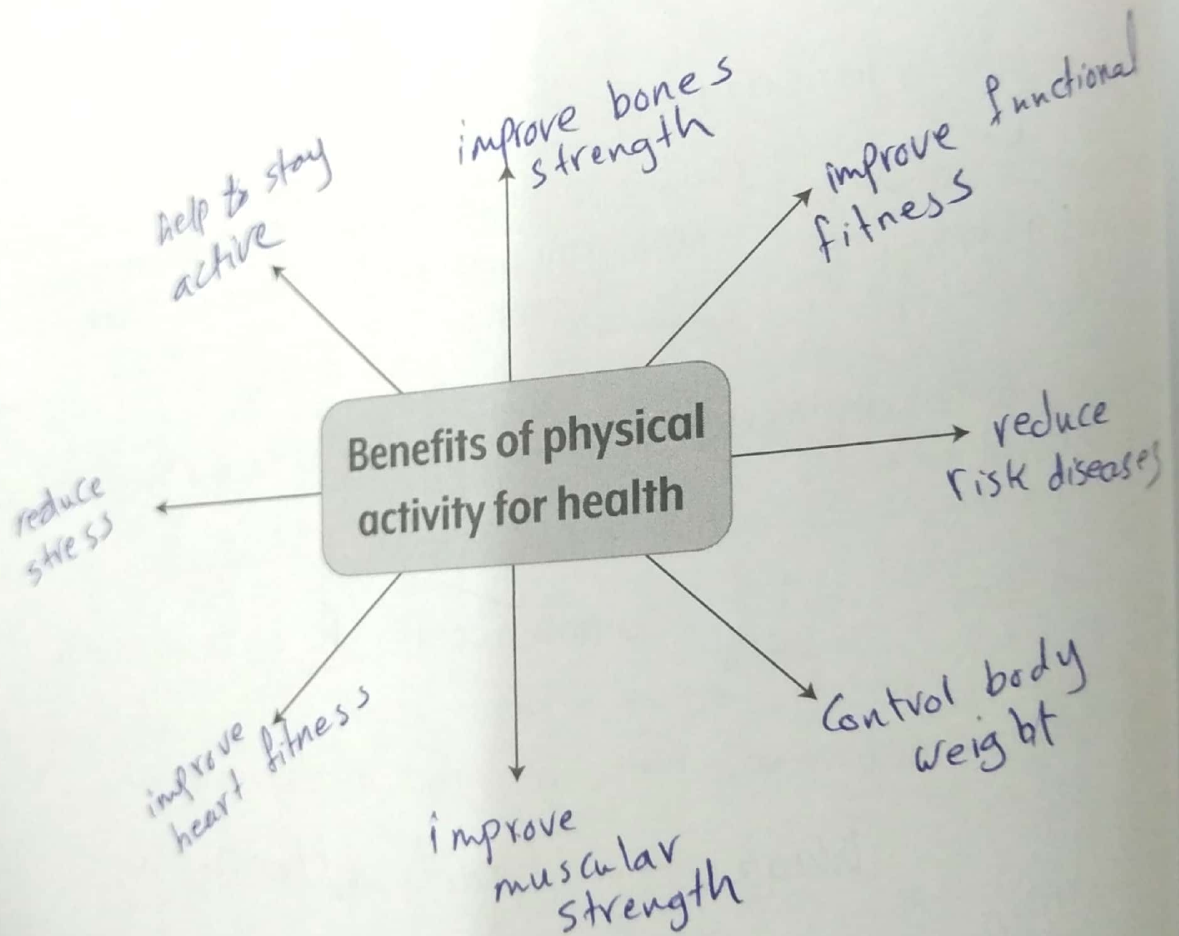 improve bones
strength
improve functional
fitness
help to stay
active
Benefits of physical
activity for health
reduce
risk diseases
reduce
stress
Control body
weight
improve
heart fitness
improve
muscular
strength